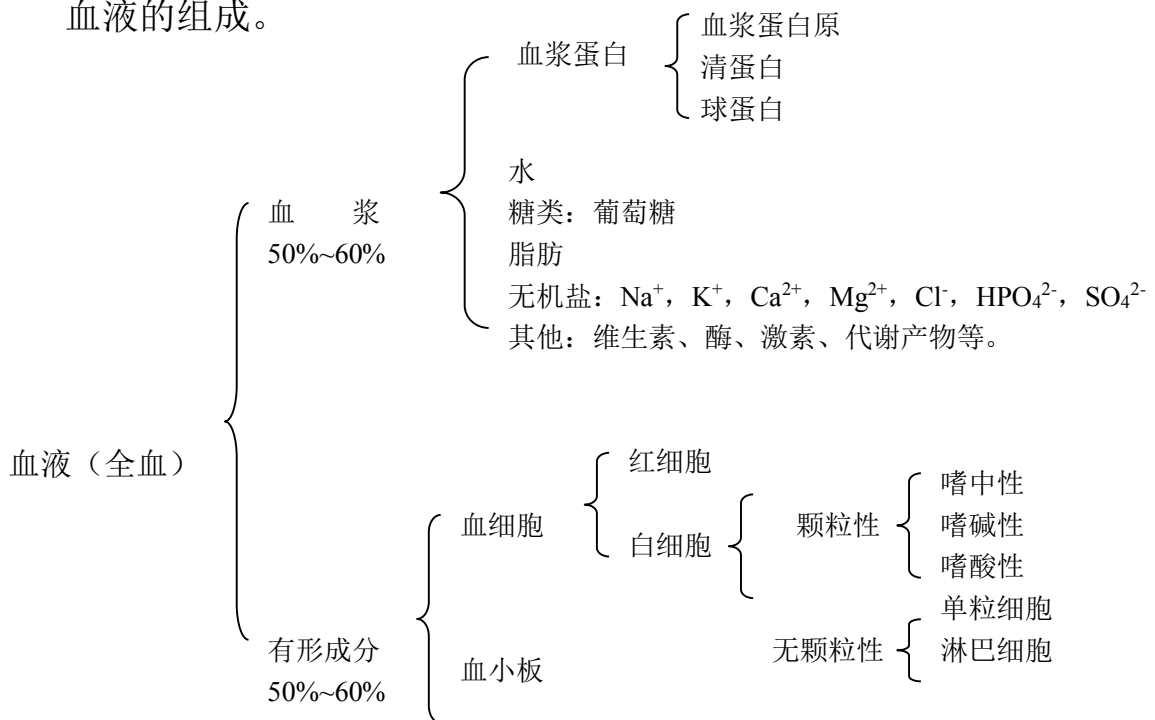 血液的组成。
血浆蛋白
血浆蛋白原
清蛋白
球蛋白
水
血 浆
糖类：葡萄糖
50%~60%
脂肪
无机盐：Na⁺，K⁺，Ca²⁺，Mg²⁺，Cl⁻，HPO₄²⁻，SO₄²⁻
其他：维生素、酶、激素、代谢产物等。
血液（全血）
红细胞
血细胞
白细胞
颗粒性
嗜中性
嗜碱性
嗜酸性
单粒细胞
无颗粒性
淋巴细胞
有形成分
血小板
50%~60%